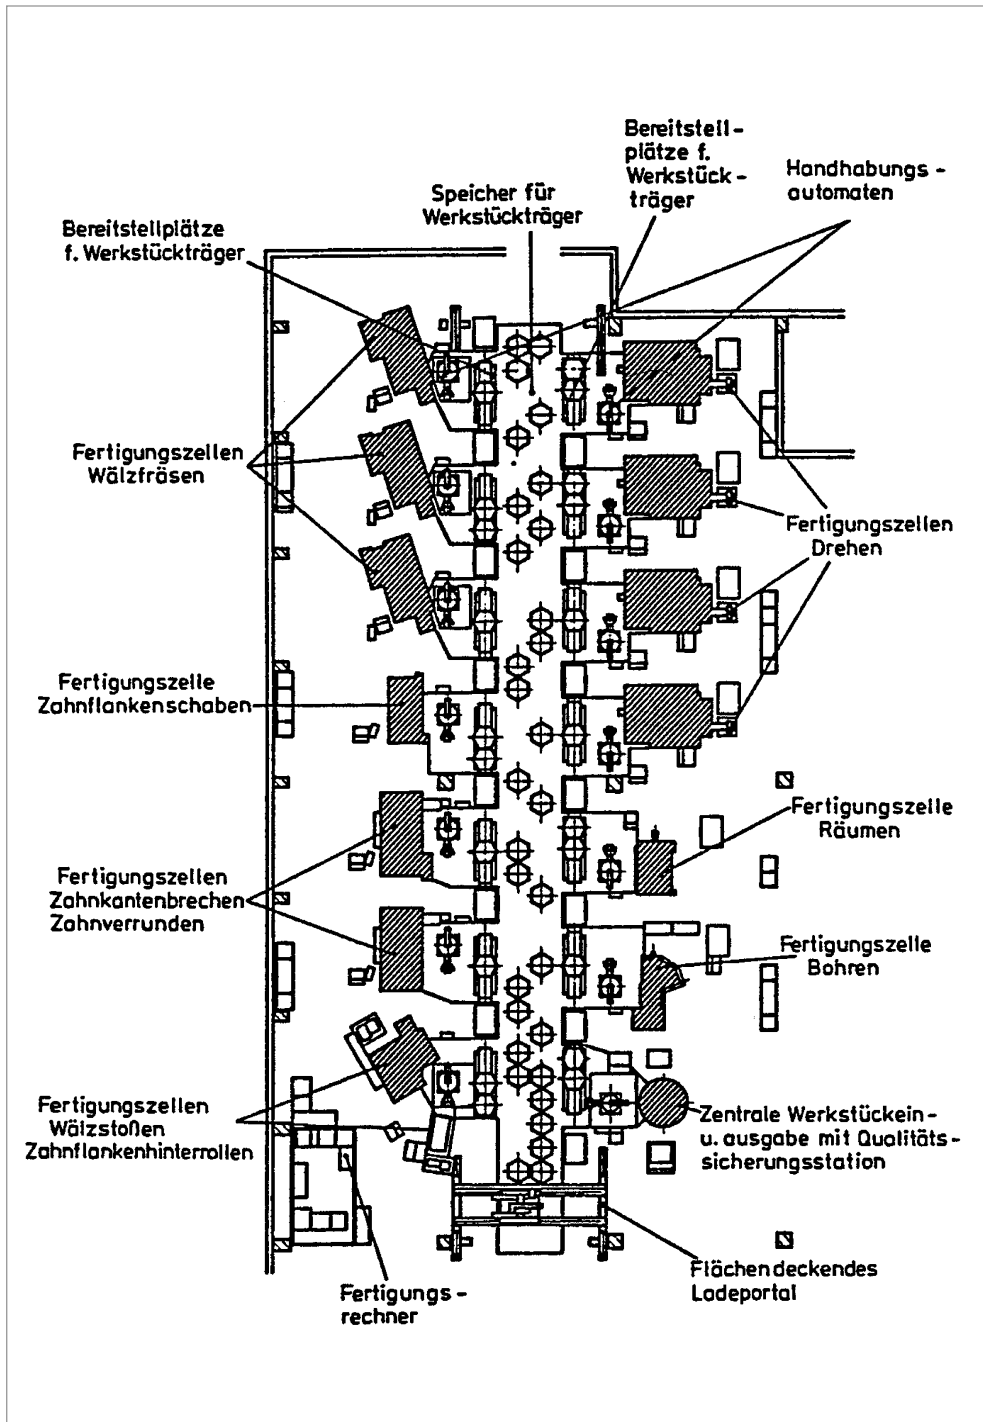 Bereitstell-
plätze f.
Werkstück-
träger
Handhabungs-
automaten
Speicher für
Werkstückträger
Bereitstellplätze
f. Werkstückträger
Fertigungszellen
Wälzfräsen
Fertigungszellen
Drehen
Fertigungszelle
Zahnflankenschaben
Fertigungszelle
Räumen
Fertigungszellen
Zahnkantenbrechen
Zahnverrunden
Fertigungszelle
Bohren
Fertigungszellen
Wälzstoßen
Zahnflankenhinterrollen
Zentrale Werkstückein-
u. ausgabe mit Qualitäts-
sicherungsstation
Flächendeckendes
Ladeportal
Fertigungs-
rechner